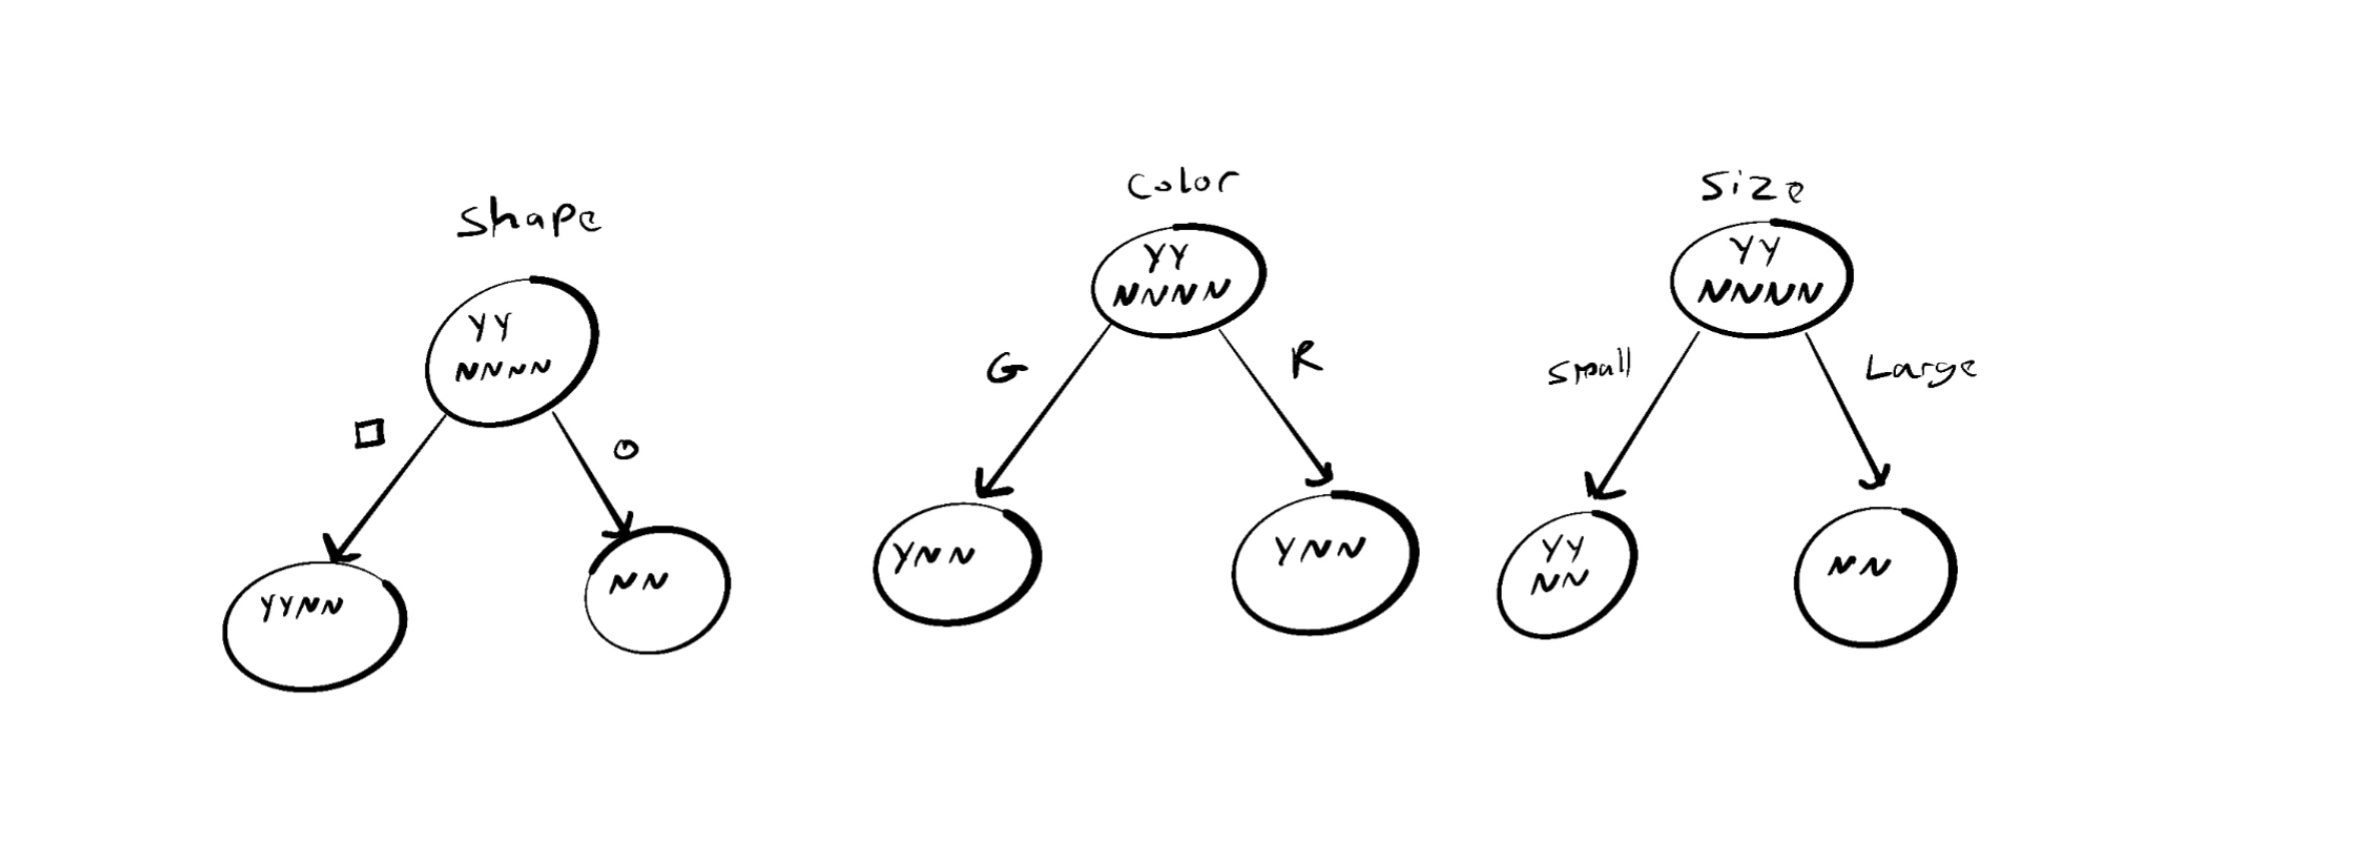 Shape
YY
NNNN
YYNN
NN
Color
YY
NNNN
G
R
YNN
YNN
Size
YY
NNNN
Small
Large
YY
NN
NN